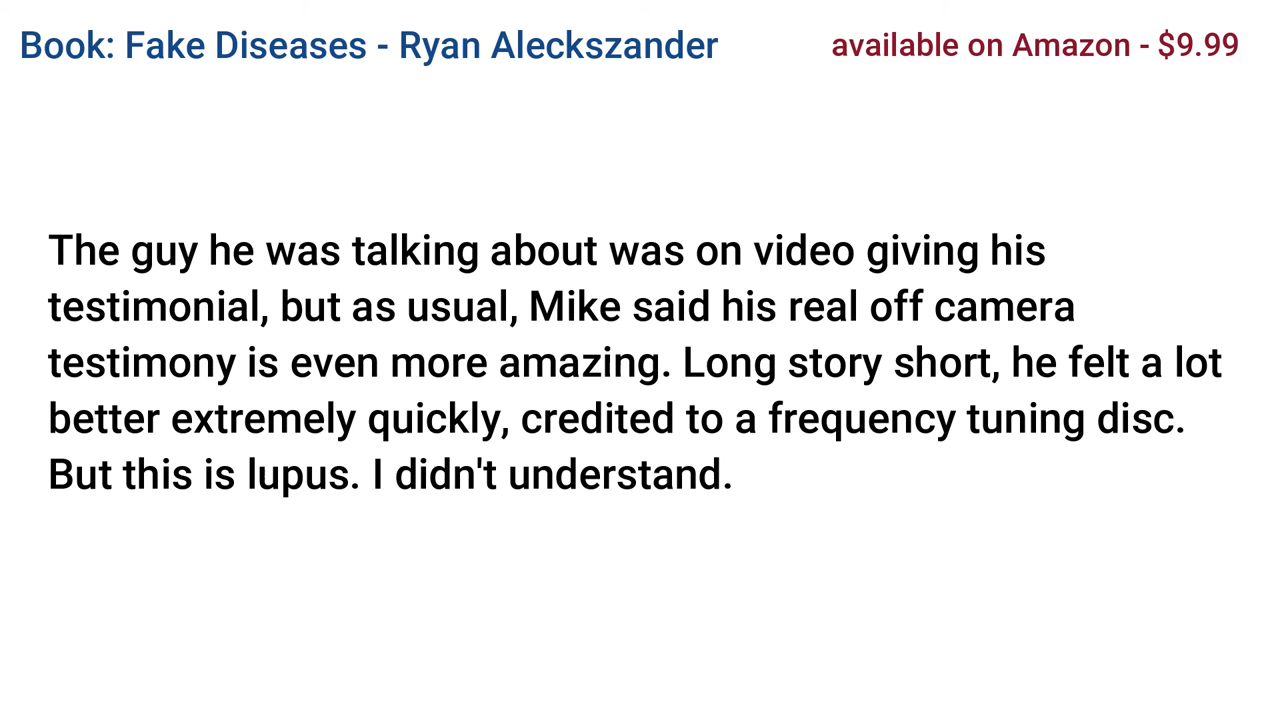 Book: Fake Diseases - Ryan Aleckszander
available on Amazon - $9.99
The guy he was talking about was on video giving his
testimonial, but as usual, Mike said his real off camera
testimony is even more amazing. Long story short, he felt a lot
better extremely quickly, credited to a frequency tuning disc.
But this is lupus. I didn't understand.